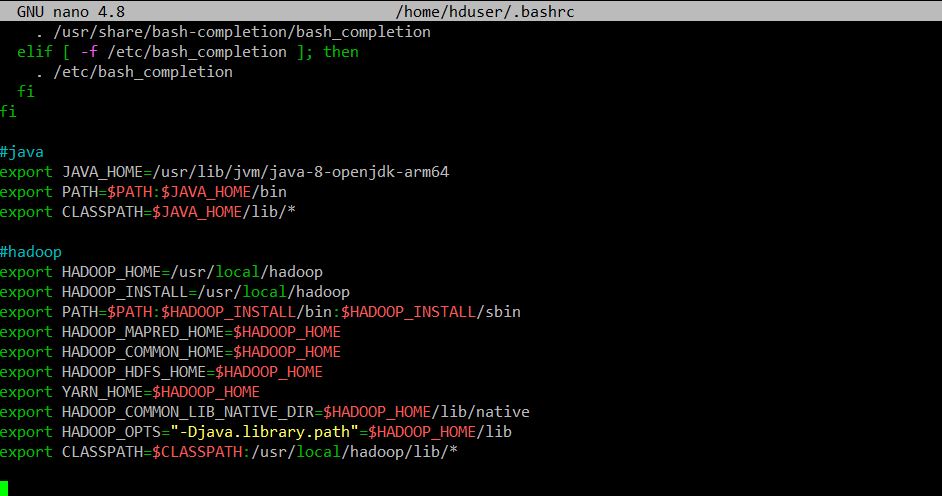 GNU nano 4.8 /home/hduser/.bashrc
. /usr/share/bash-completion/bash_completion
elif [ -f /etc/bash_completion ]; then
. /etc/bash_completion
fi
fi
#java
export JAVA_HOME=/usr/lib/jvm/java-8-openjdk-arm64
export PATH=$PATH:$JAVA_HOME/bin
export CLASSPATH=$JAVA_HOME/lib/*
#hadoop
export HADOOP_HOME=/usr/local/hadoop
export HADOOP_INSTALL=/usr/local/hadoop
export PATH=$PATH:$HADOOP_INSTALL/bin:$HADOOP_INSTALL/sbin
export HADOOP_MAPRED_HOME=$HADOOP_HOME
export HADOOP_COMMON_HOME=$HADOOP_HOME
export HADOOP_HDFS_HOME=$HADOOP_HOME
export YARN_HOME=$HADOOP_HOME
export HADOOP_COMMON_LIB_NATIVE_DIR=$HADOOP_HOME/lib/native
export HADOOP_OPTS="-Djava.library.path"=$HADOOP_HOME/lib
export CLASSPATH=$CLASSPATH:/usr/local/hadoop/lib/*